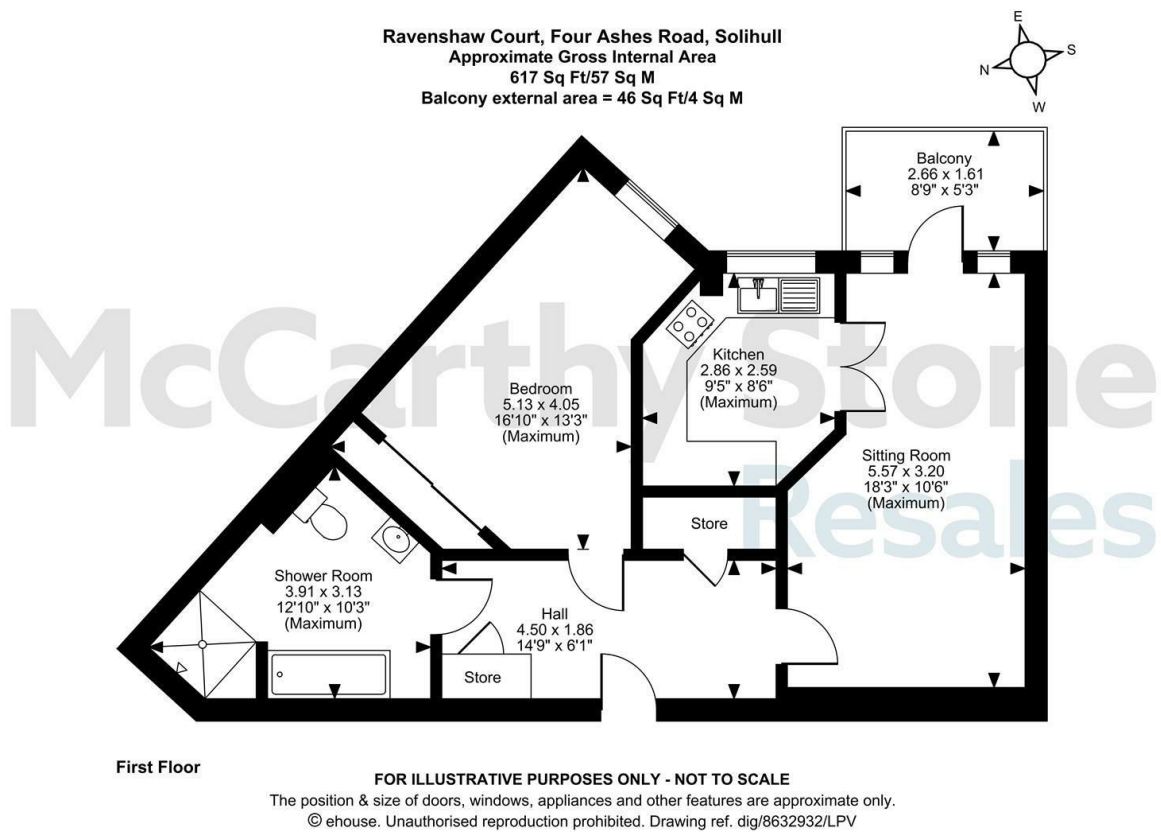 Ravenshaw Court, Four Ashes Road, Solihull
Approximate Gross Internal Area
617 Sq Ft/57 Sq M
Balcony external area = 46 Sq Ft/4 Sq M
E
N
S
W
Balcony
2.66 x 1.61
8'9" x 5'3"
McCarthy Stone
Resales
Kitchen
2.86 x 2.59
9'5" x 8'6"
(Maximum)
Bedroom
5.13 x 4.05
16'10" x 13'3"
(Maximum)
Sitting Room
5.57 x 3.20
18'3" x 10'6"
(Maximum)
Store
Shower Room
3.91 x 3.13
12'10" x 10'3"
(Maximum)
Hall
4.50 x 1.86
14'9" x 6'1"
Store
First Floor
FOR ILLUSTRATIVE PURPOSES ONLY - NOT TO SCALE
The position & size of doors, windows, appliances and other features are approximate only.
© ehouse. Unauthorised reproduction prohibited. Drawing ref. dig/8632932/LPV